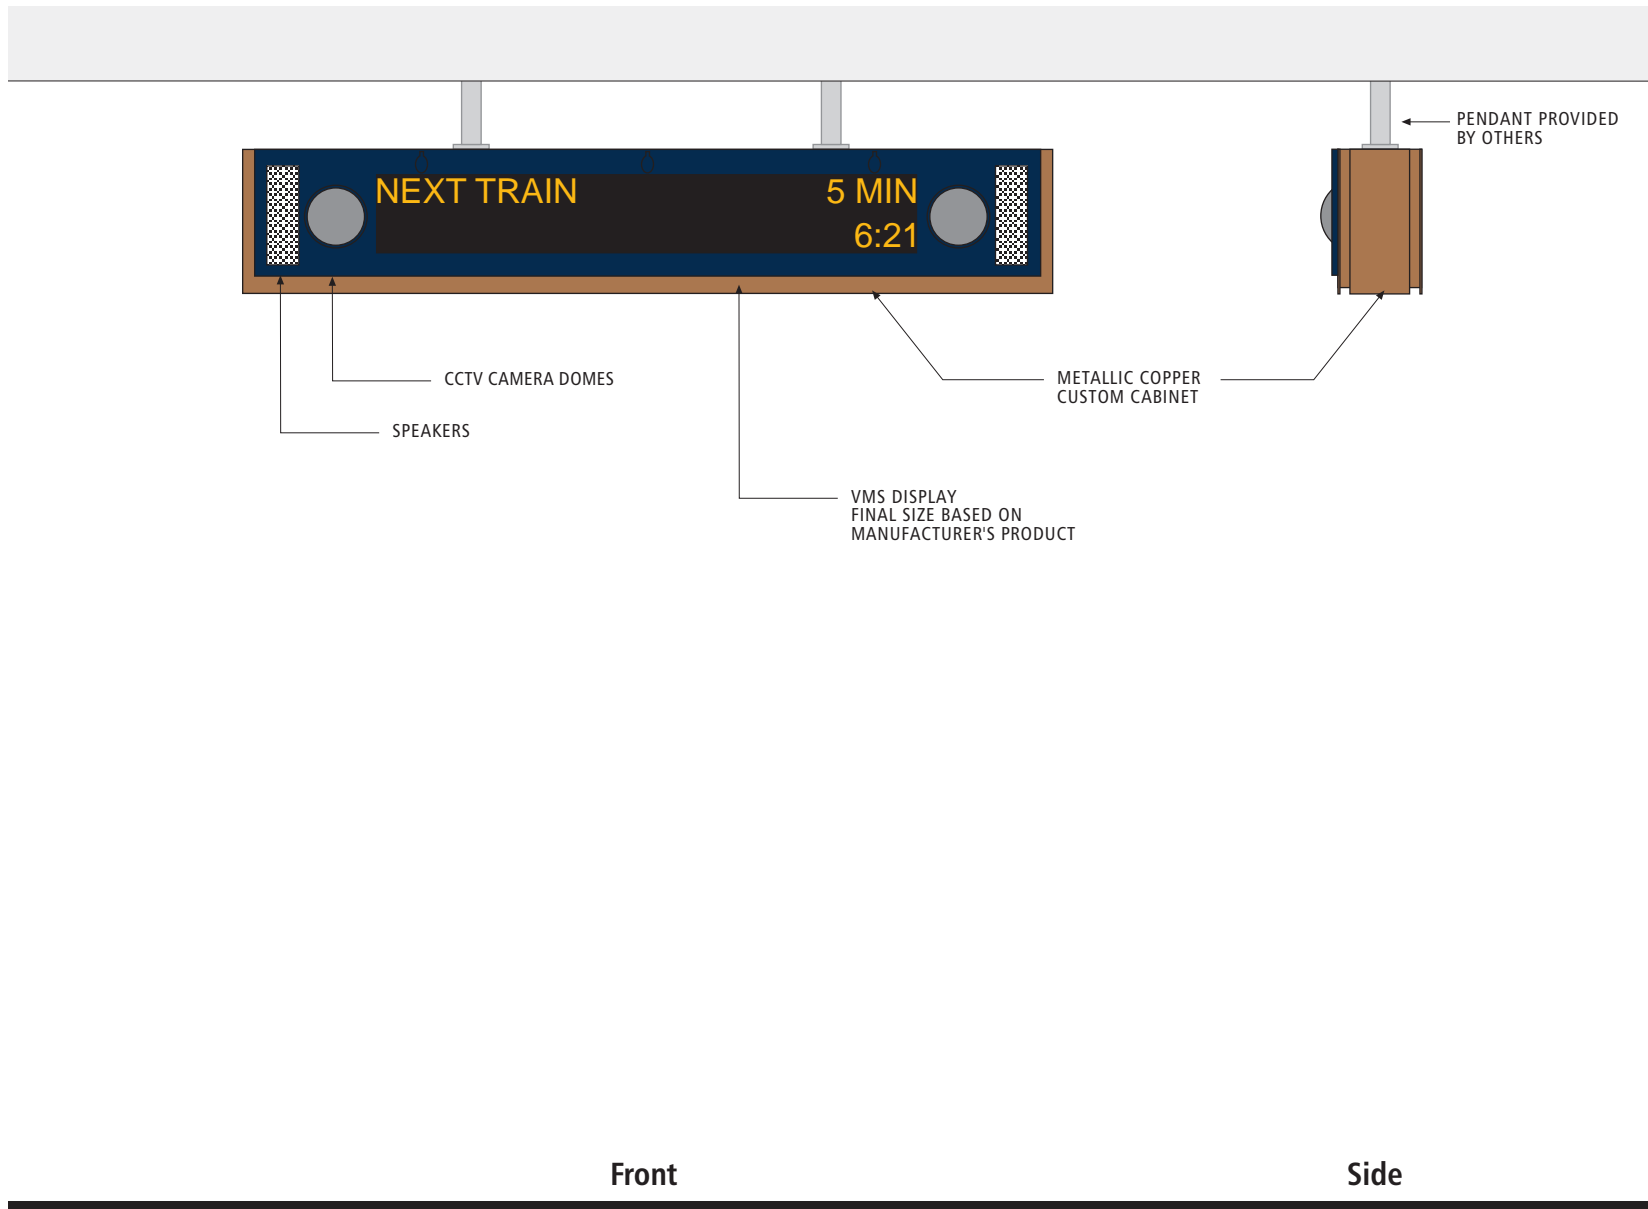 PENDANT PROVIDED
BY OTHERS
NEXT TRAIN 5 MIN
6:21
CCTV CAMERA DOMES
METALLIC COPPER
CUSTOM CABINET
SPEAKERS
VMS DISPLAY
FINAL SIZE BASED ON
MANUFACTURER'S PRODUCT
Front Side